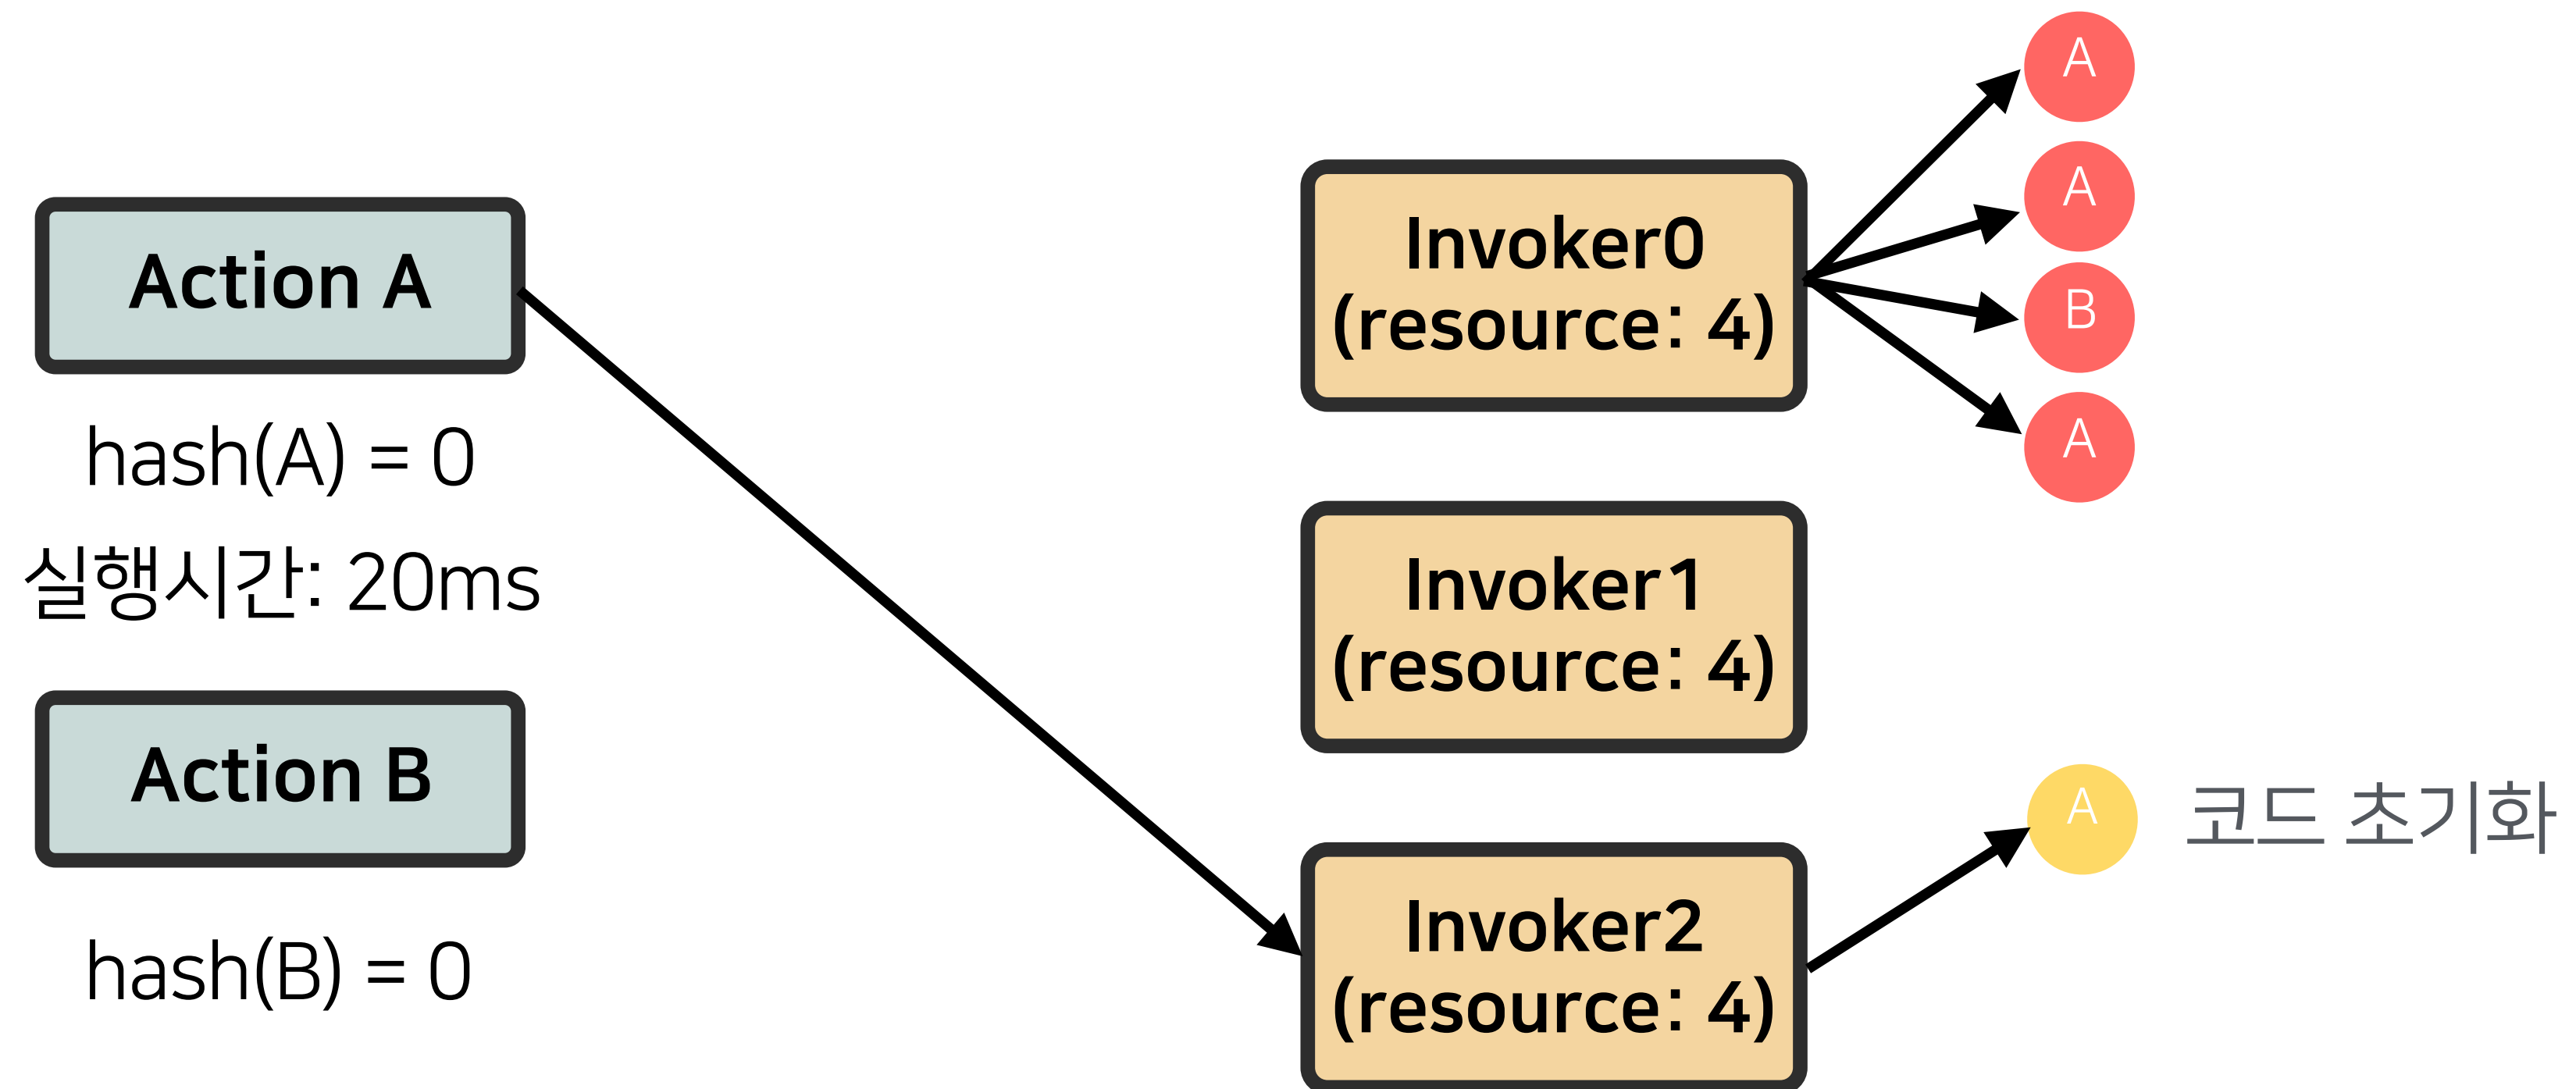 Action A
hash(A) = 0
실행시간: 20ms
Action B
hash(B) = 0
Invoker0
(resource: 4)
A
A
B
A
Invoker1
(resource: 4)
Invoker2
(resource: 4)
A
코드 초기화